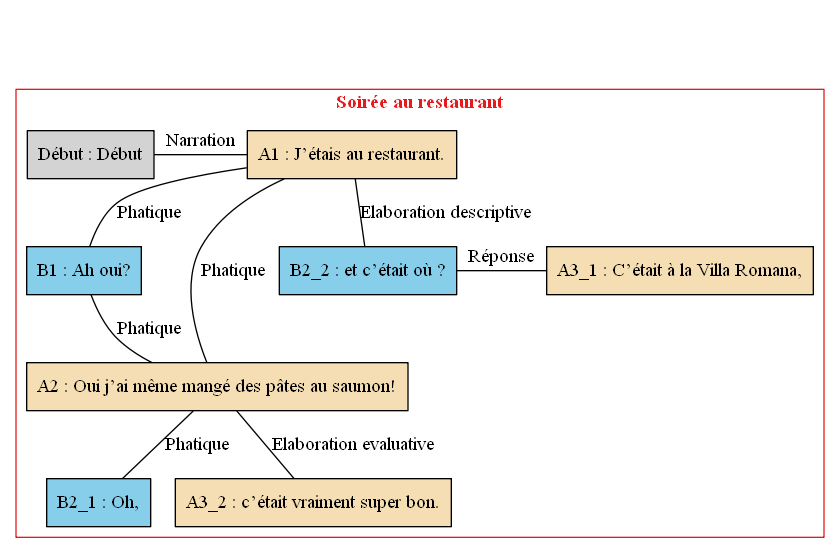 Soirée au restaurant
Début : Début
Narration
A1 : J’étais au restaurant.
Phatique
Elaboration descriptive
B1 : Ah oui?
Phatique
B2_2 : et c’était où ?
Réponse
A3_1 : C’était à la Villa Romana,
Phatique
A2 : Oui j’ai même mangé des pâtes au saumon!
Phatique
Elaboration evaluative
B2_1 : Oh,
A3_2 : c’était vraiment super bon.